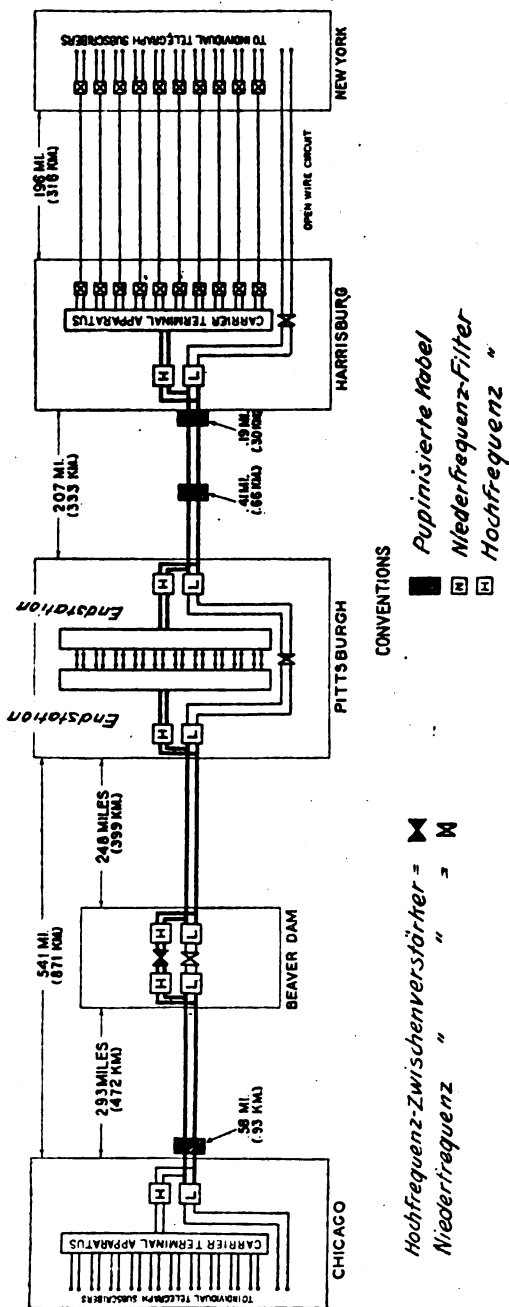 541 MI.
(871 KM.)
293 MILES
(472 KM.)
248 MILES
(399 KM.)
207 MI.
(333 KM.)
196 MI.
(316 KM.)
TO INDIVIDUAL TELEGRAPH SUBSCRIBERS
CARRIER TERMINAL APPARATUS
H
L
58 MI.
(.93 KM.)
CHICAGO
H H
L L
BEAVER DAM
Endstation Endstation
H H
L L
PITTSBURGH
41 MI.
(.66 KM.)
.19 MI.
(.30 KM)
H
L
CARRIER TERMINAL APPARATUS
HARRISBURG
OPEN WIRE CIRCUIT
TO INDIVIDUAL TELEGRAPH SUBSCRIBERS
NEW YORK
CONVENTIONS
Hochfrequenz-Zwischenverstärker =
Niederfrequenz " " =
Pupinisierte Kabel
N Niederfrequenz-Filter
H Hochfrequenz "